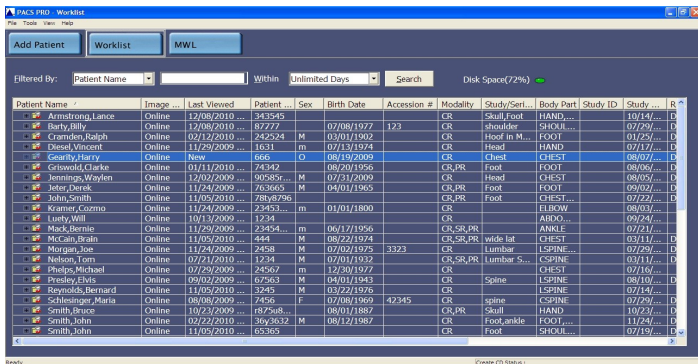 PACS PRO - Worklist
File Tools View Help
Add Patient Worklist MWL
Filtered By: Patient Name Within Unlimited Days Search Disk Space(72%)
Patient Name Image ... Last Viewed Patient ... Sex Birth Date Accession # Modality Study/Seri... Body Part Study ID Study ... R
Armstrong,Lance Online 12/08/2010 ... 343545 CR Skull,Foot HAND,... 10/14/...
Barty,Billy Online 12/08/2010 ... 87777 07/08/1977 123 CR shoulder SHOUL... 07/29/... D
Cramden,Ralph Online 02/12/2010 ... 242524 M 03/01/1902 CR Hoof in M... FOOT 01/25/... D
Diesel,Vincent Online 11/29/2009 ... 1631 m 07/13/1974 CR Head HAND 07/17/... D
Gearity,Harry Online New 666 O 08/19/2009 CR Chest CHEST 08/07/... D
Griswold,Clarke Online 01/11/2010 ... 74342 08/20/1956 CR,PR Foot FOOT 08/06/... D
Jennings,Waylen Online 12/02/2009 ... 90585r... M 07/31/2009 CR Head CHEST 08/05/... D
Jeter,Derek Online 11/24/2009 ... 763665 M 04/01/1965 CR,PR Foot FOOT 09/02/... D
John,Smith Online 11/05/2010 ... 78ty8796 CR,PR Foot CHEST... 07/22/... D
Kramer,Cozmo Online 11/24/2009 ... 23453... m 01/01/1800 CR ELBOW 08/03/...
Luety,Will Online 10/13/2009 ... 1234 CR ABDO... 09/24/...
Mack,Bernie Online 11/29/2009 ... 23454... m 06/17/1956 CR,SR,PR ANKLE 07/21/...
McCain,Brain Online 11/05/2010 ... 444 M 08/22/1974 CR,SR,PR wide lat CHEST 03/11/... D
Morgan,Joe Online 11/24/2009 ... 2458 M 07/02/1975 3323 CR Lumbar LSPINE... 07/29/... D
Nelson,Tom Online 07/21/2010 ... 1234 M 07/01/1932 CR,SR,PR Lumbar S... CSPINE 03/11/... D
Phelps,Michael Online 07/29/2009 ... 24567 m 12/30/1977 CR CHEST 07/16/...
Presley,Elvis Online 09/02/2009 ... 67563 M 04/01/1943 CR Spine LSPINE 08/10/... D
Reynolds,Bernard Online 11/05/2010 ... 3245 M 03/22/1976 CR LSPINE 07/14/...
Schlesinger,Maria Online 08/08/2009 ... 7456 F 07/08/1969 42345 CR spine CSPINE 07/29/... D
Smith,Bruce Online 10/23/2009 ... r875u8... 08/01/1887 CR,PR Skull HAND 10/23/... D
Smith,John Online 02/22/2010 ... 36y3632 M 08/12/1987 CR Foot,ankle FOOT,... 11/24/... D
Smith,John Online 11/05/2010 ... 65365 CR Foot SHOUL... 07/19/... D
Ready Create CD Status :